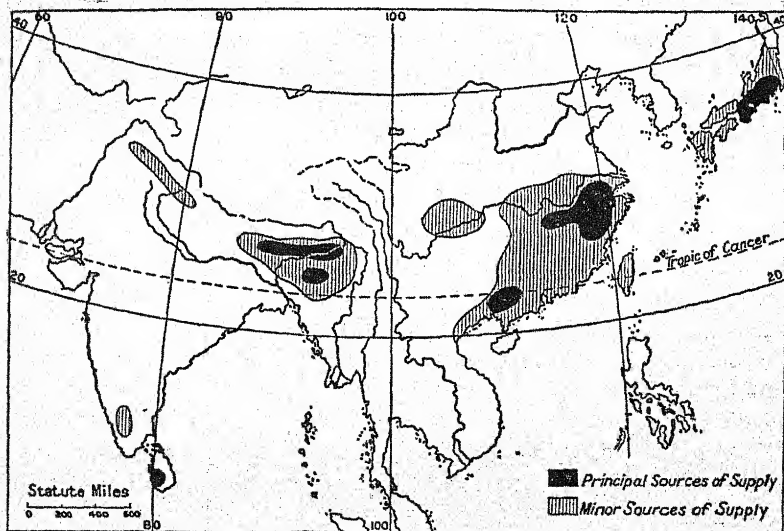 40 60 80 100 120 140 40
Tropic of Cancer
20 20
Statute Miles
0 200 400 600
80 100
Principal Sources of Supply
Minor Sources of Supply